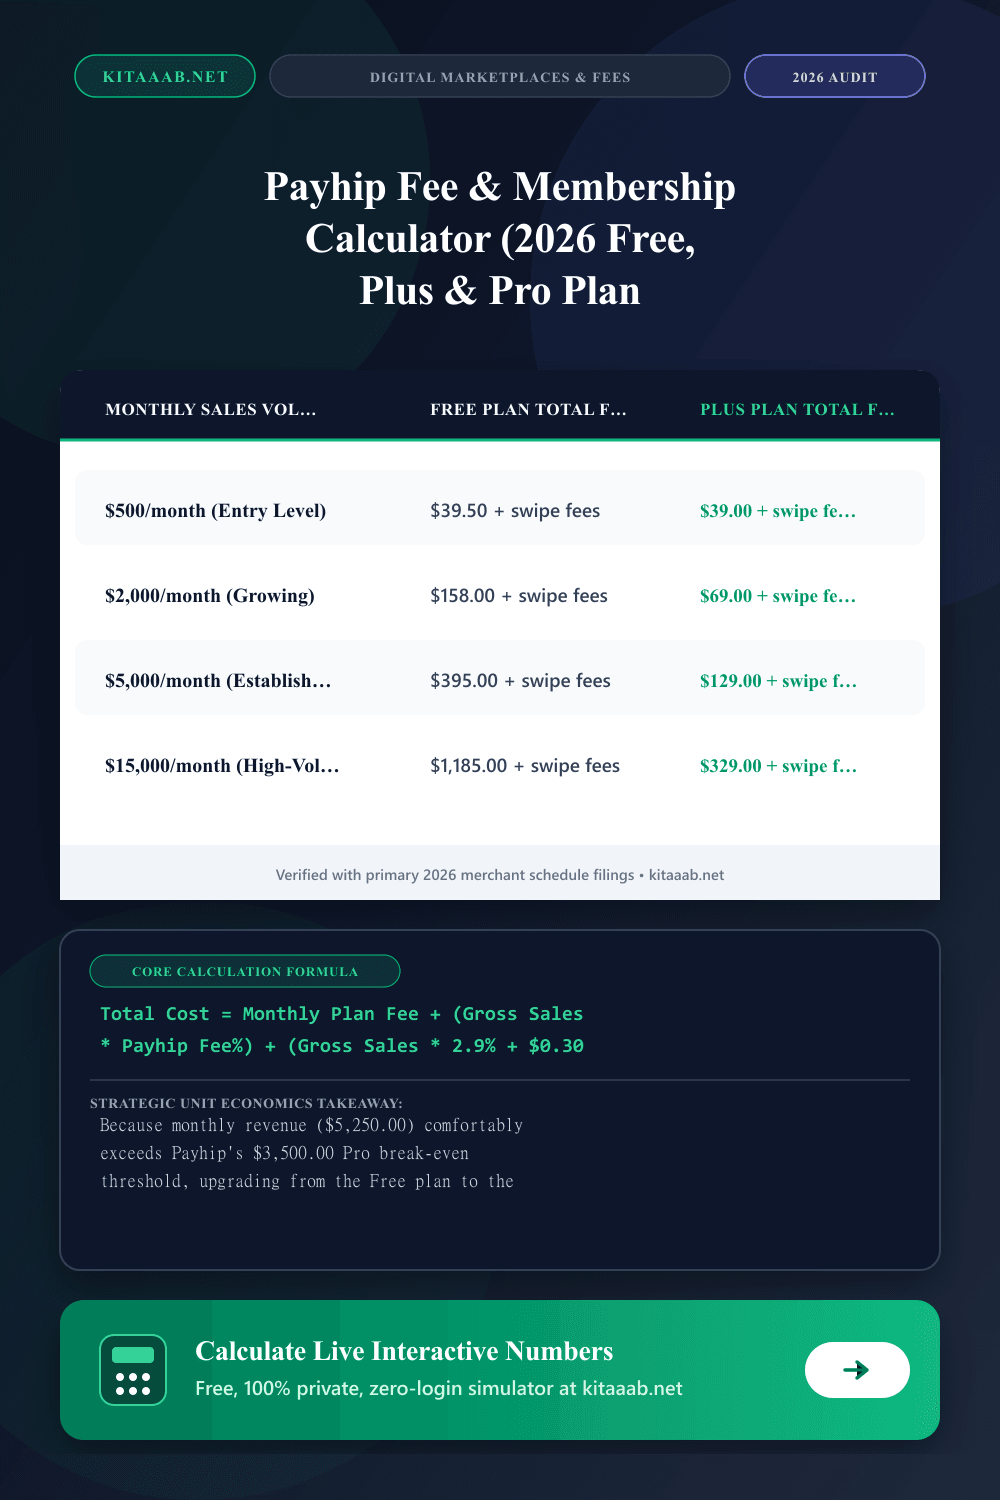 KITAAAB.NET
DIGITAL MARKETPLACES & FEES
2026 AUDIT
Payhip Fee & Membership
Calculator (2026 Free,
Plus & Pro Plan
MONTHLY SALES VOL... FREE PLAN TOTAL F... PLUS PLAN TOTAL F...
$500/month (Entry Level) $39.50 + swipe fees $39.00 + swipe fe...
$2,000/month (Growing) $158.00 + swipe fees $69.00 + swipe fe...
$5,000/month (Establish... $395.00 + swipe fees $129.00 + swipe f...
$15,000/month (High-Vol... $1,185.00 + swipe fees $329.00 + swipe f...
Verified with primary 2026 merchant schedule filings • kitaaab.net
CORE CALCULATION FORMULA
Total Cost = Monthly Plan Fee + (Gross Sales
* Payhip Fee%) + (Gross Sales * 2.9% + $0.30
STRATEGIC UNIT ECONOMICS TAKEAWAY:
Because monthly revenue ($5,250.00) comfortably
exceeds Payhip's $3,500.00 Pro break-even
threshold, upgrading from the Free plan to the
Calculate Live Interactive Numbers
Free, 100% private, zero-login simulator at kitaaab.net